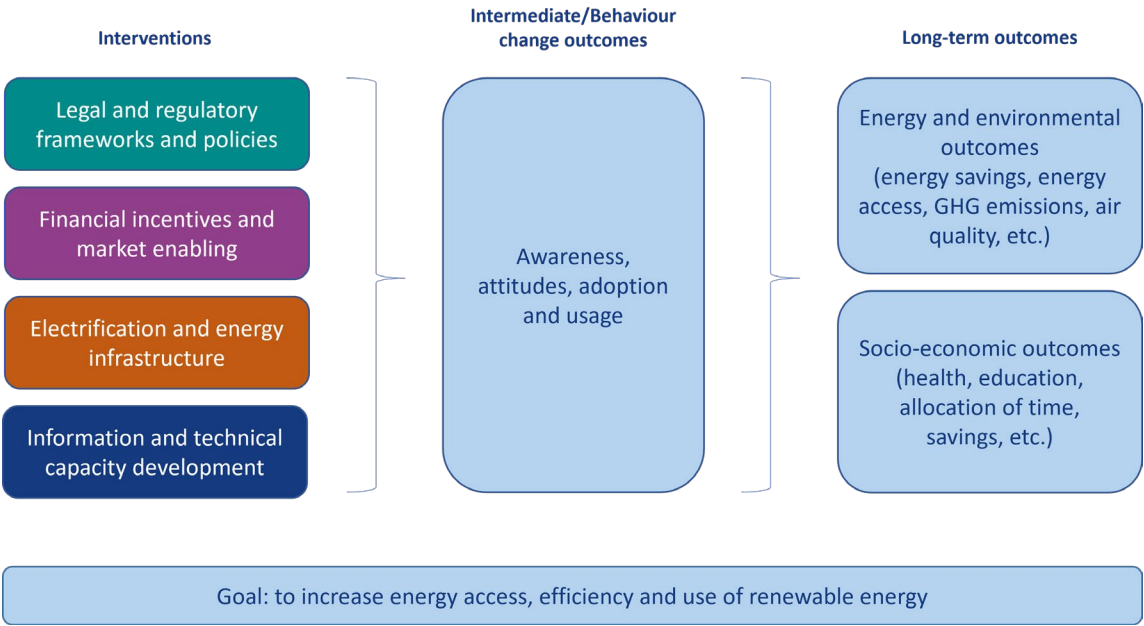 Interventions
Intermediate/Behaviour
change outcomes
Long-term outcomes
Legal and regulatory
frameworks and policies
Financial incentives and
market enabling
Electrification and energy
infrastructure
Information and technical
capacity development
Awareness,
attitudes, adoption
and usage
Energy and environmental
outcomes
(energy savings, energy
access, GHG emissions, air
quality, etc.)
Socio-economic outcomes
(health, education,
allocation of time,
savings, etc.)
Goal: to increase energy access, efficiency and use of renewable energy